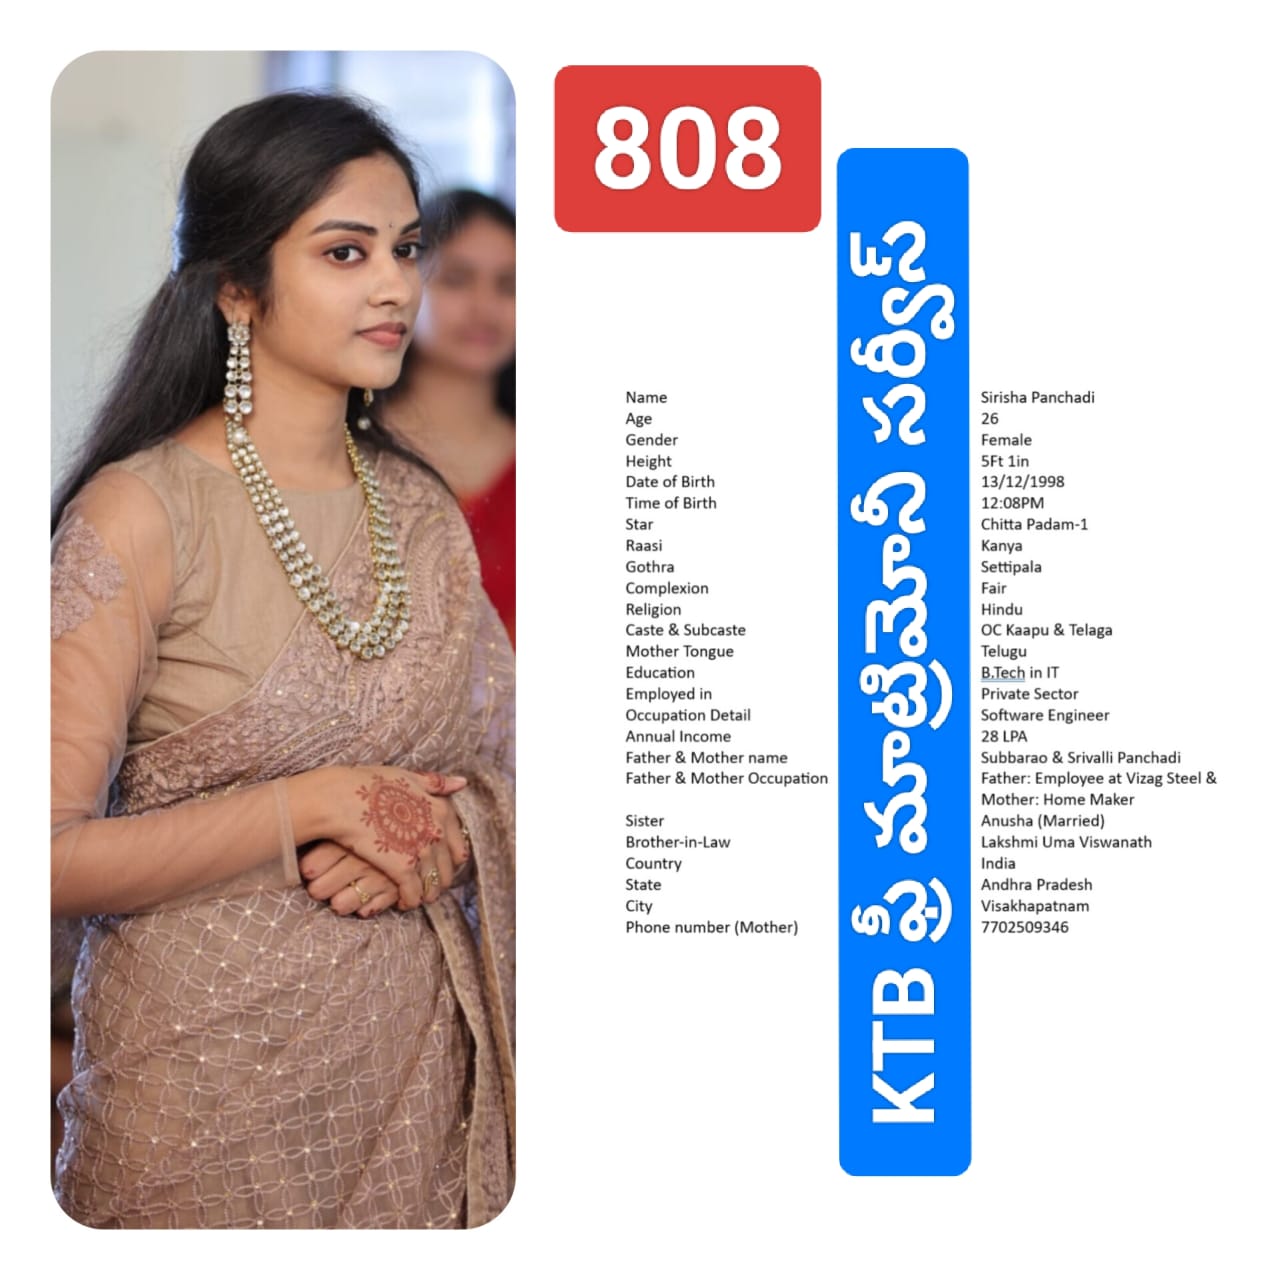 808
KTB ఫ్రీ మాట్రిమోనీ సర్వీస్
Name Sirisha Panchadi
Age 26
Gender Female
Height 5Ft 1in
Date of Birth 13/12/1998
Time of Birth 12:08PM
Star Chitta Padam-1
Raasi Kanya
Gothra Settipala
Complexion Fair
Religion Hindu
Caste & Subcaste OC Kaapu & Telaga
Mother Tongue Telugu
Education B.Tech in IT
Employed in Private Sector
Occupation Detail Software Engineer
Annual Income 28 LPA
Father & Mother name Subbarao & Srivalli Panchadi
Father & Mother Occupation Father: Employee at Vizag Steel &
Mother: Home Maker
Sister Anusha (Married)
Brother-in-Law Lakshmi Uma Viswanath
Country India
State Andhra Pradesh
City Visakhapatnam
Phone number (Mother) 7702509346